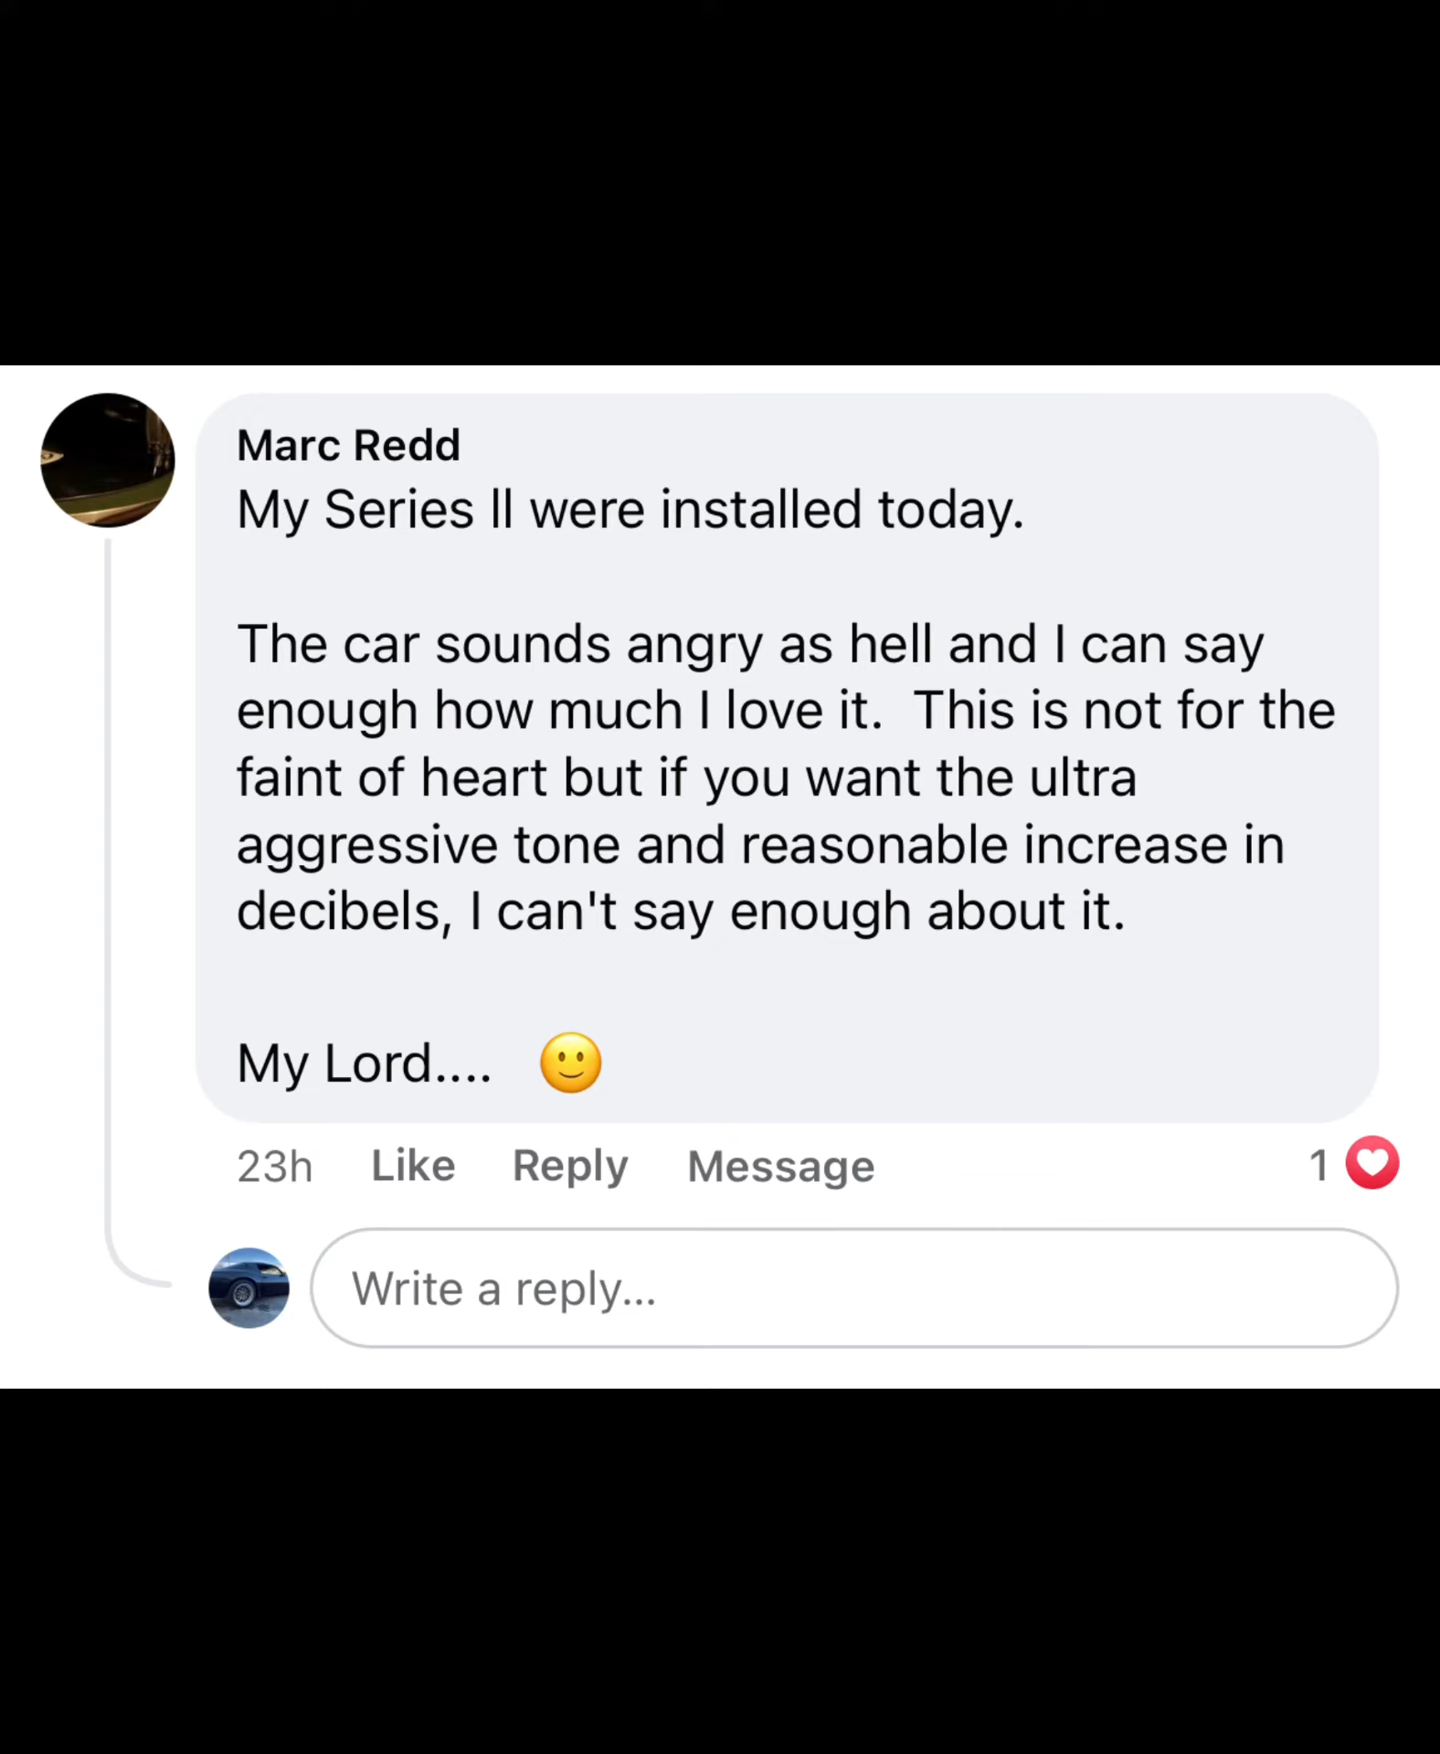 Marc Redd
My Series ll were installed today.
The car sounds angry as hell and I can say
enough how much I love it.  This is not for the
faint of heart but if you want the ultra
aggressive tone and reasonable increase in
decibels, I can't say enough about it.
My Lord.... 🙂
23h Like Reply Message 1
Write a reply...